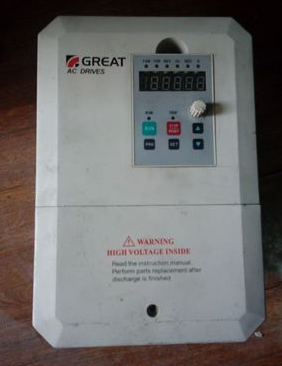 GREAT
AC DRIVES
RUN
STOP
RESET
PRG
SET
WARNING
HIGH VOLTAGE INSIDE
Read the instruction manual.
Perform parts replacement after
discharge is finished